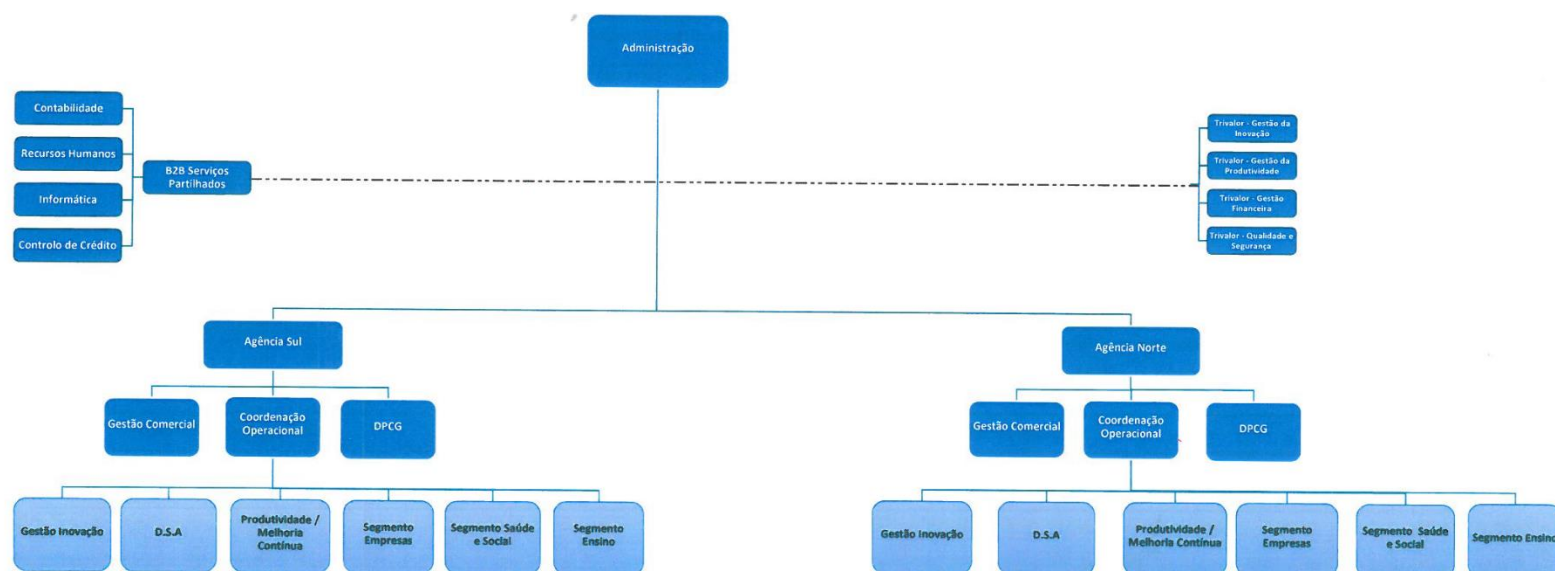 Administração
Contabilidade
Recursos Humanos
Informática
Controlo de Crédito
B2B Serviços
Partilhados
Trivalor - Gestão da
Inovação
Trivalor - Gestão da
Produtividade
Trivalor - Gestão
Financeira
Trivalor - Qualidade e
Segurança
Agência Sul
Agência Norte
Gestão Comercial
Coordenação
Operacional
DPCG
Gestão Comercial
Coordenação
Operacional
DPCG
Gestão Inovação
D.S.A
Produtividade /
Melhoria
Contínua
Segmento
Empresas
Segmento Saúde
e Social
Segmento
Ensino
Gestão Inovação
D.S.A
Produtividade /
Melhoria Contínua
Segmento
Empresas
Segmento Saúde
e Social
Segmento Ensino